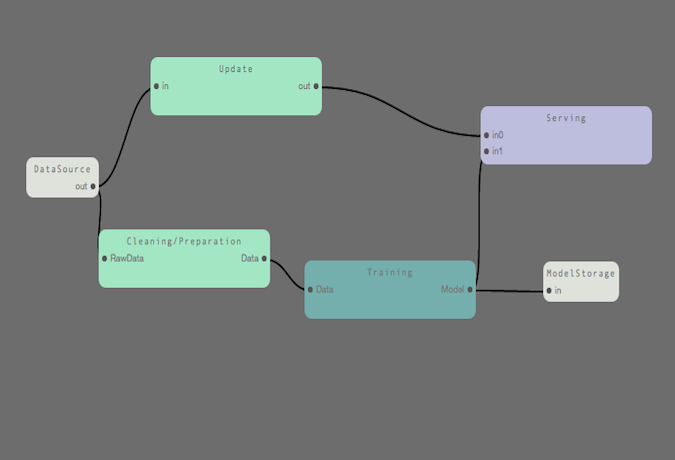 Update
in out
Serving
in0
in1
DataSource
out
Cleaning/Preparation
RawData Data
Training
Data Model
ModelStorage
in